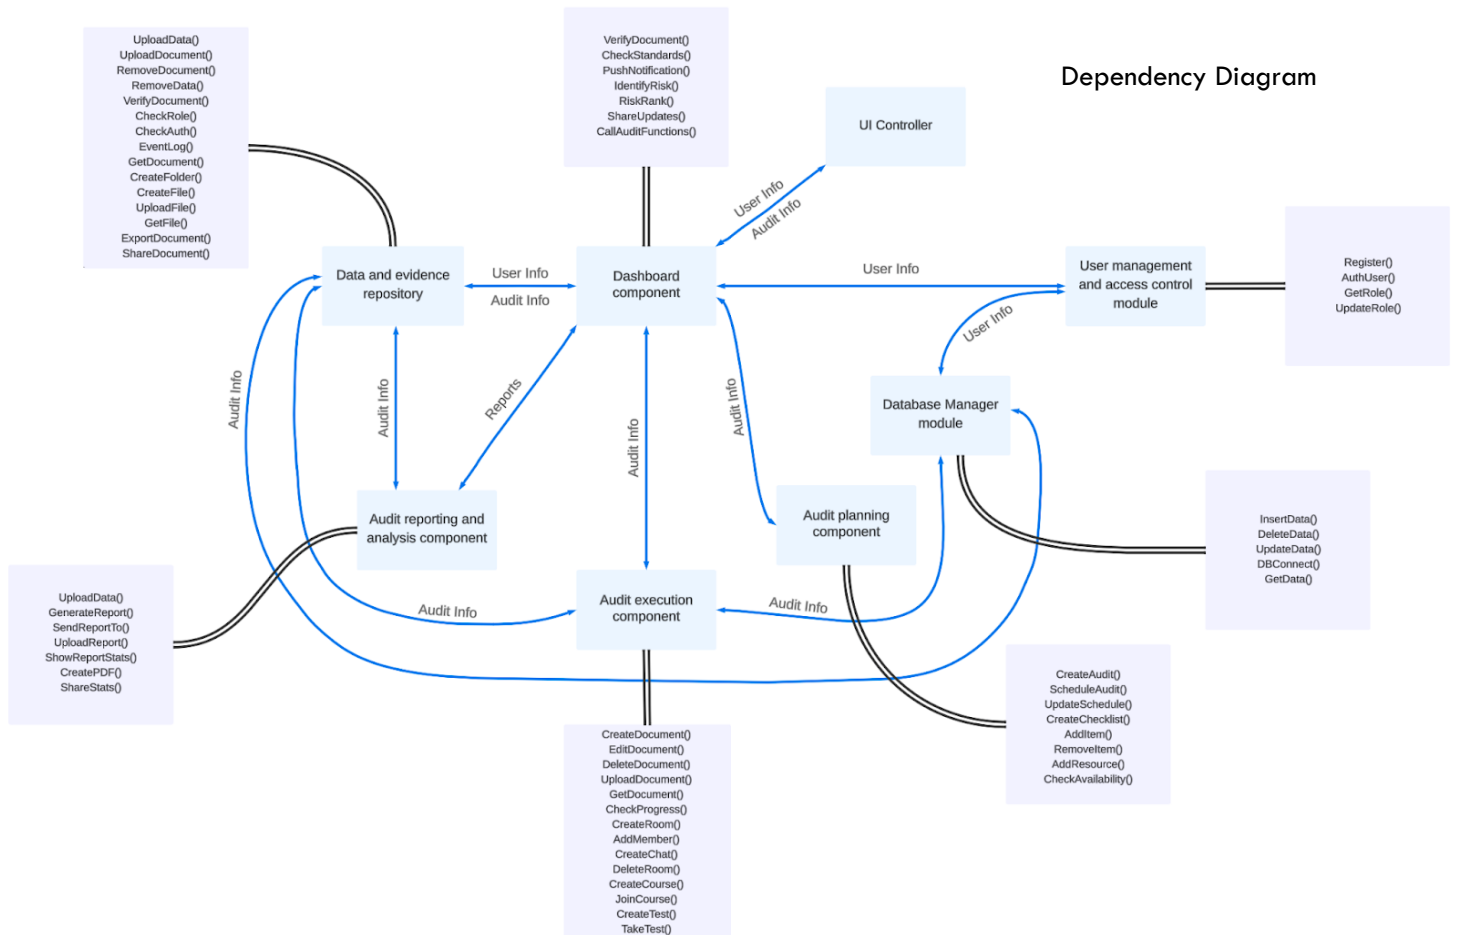 Dependency Diagram
UploadData()
UploadDocument()
RemoveDocument()
RemoveData()
VerifyDocument()
CheckRole()
CheckAuth()
EventLog()
GetDocument()
CreateFolder()
CreateFile()
UploadFile()
GetFile()
ExportDocument()
ShareDocument()
VerifyDocument()
CheckStandards()
PushNotification()
IdentifyRisk()
RiskRank()
ShareUpdates()
CallAuditFunctions()
UI Controller
User Info
Audit Info
Data and evidence
repository
User Info
Audit Info
Dashboard
component
User Info
User management
and access control
module
Register()
AuthUser()
GetRole()
UpdateRole()
User Info
Audit Info
Audit Info
Reports
Audit Info
Audit Info
Database Manager
module
Audit reporting and
analysis component
Audit planning
component
InsertData()
DeleteData()
UpdateData()
DBConnect()
GetData()
UploadData()
GenerateReport()
SendReportTo()
UploadReport()
ShowReportStats()
CreatePDF()
ShareStats()
Audit Info
Audit execution
component
Audit Info
CreateAudit()
ScheduleAudit()
UpdateSchedule()
CreateChecklist()
AddItem()
RemoveItem()
AddResource()
CheckAvailability()
CreateDocument()
EditDocument()
DeleteDocument()
UploadDocument()
GetDocument()
CheckProgress()
CreateRoom()
AddMember()
CreateChat()
DeleteRoom()
CreateCourse()
JoinCourse()
CreateTest()
TakeTest()